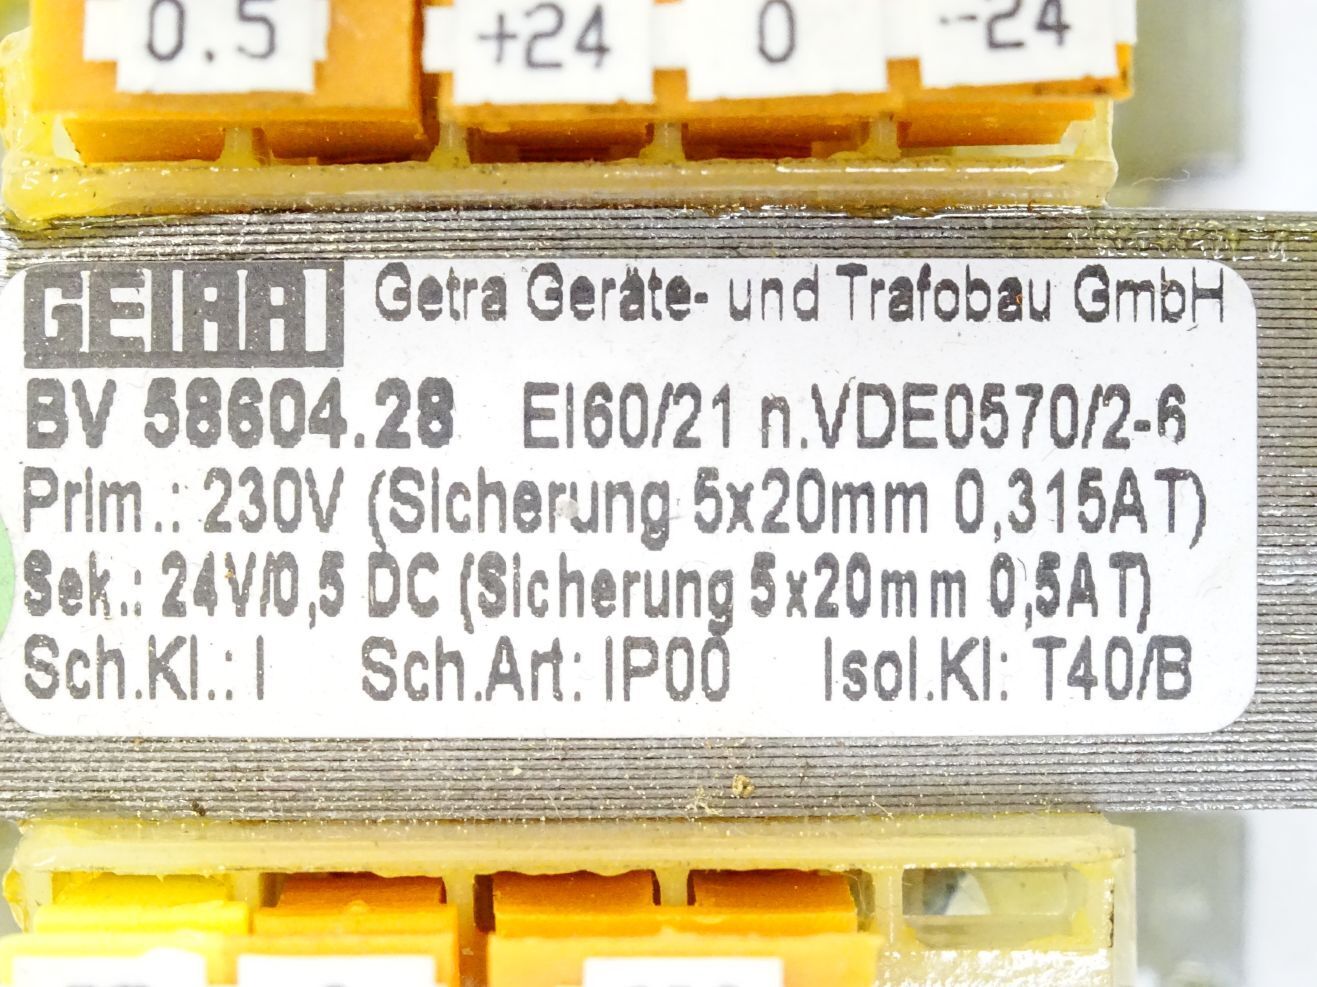 0.5 +24 0 -24
GETRA Getra Geräte- und Trafobau GmbH
BV 58604.28 EI60/21 n.VDE0570/2-6
Prim.: 230V (Sicherung 5x20mm 0,315AT)
Sek.: 24V/0,5 DC (Sicherung 5x20mm 0,5AT)
Sch.Kl.: I Sch.Art: IP00 Isol.Kl: T40/B